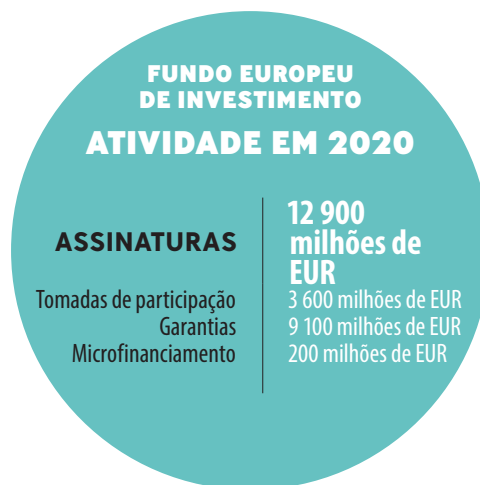 FUNDO EUROPEU
DE INVESTIMENTO
ATIVIDADE EM 2020
ASSINATURAS
12 900
milhões de
EUR
Tomadas de participação
3 600 milhões de EUR
Garantias
9 100 milhões de EUR
Microfinanciamento
200 milhões de EUR